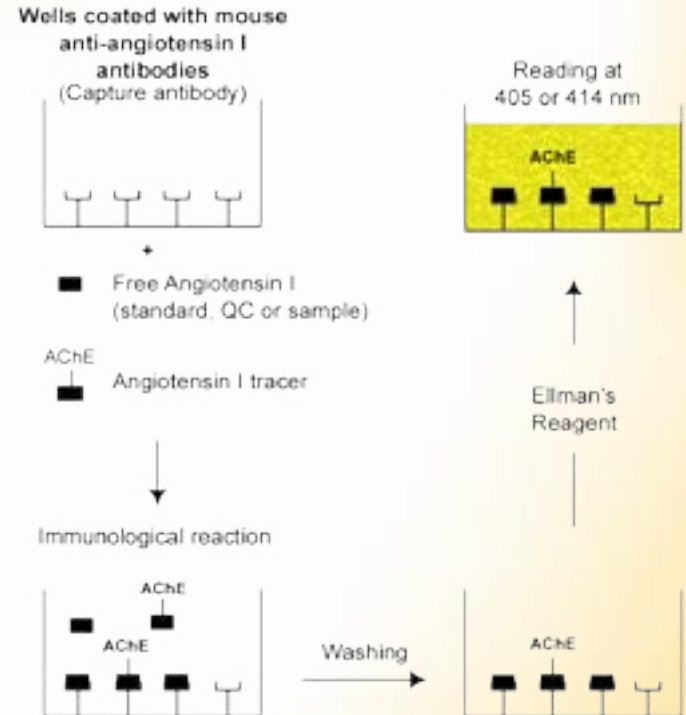 Wells coated with mouse
anti-angiotensin I
antibodies
(Capture antibody)
+
Free Angiotensin I
(standard, QC or sample)
AChE
Angiotensin I tracer
Immunological reaction
AChE
AChE
Washing
AChE
Ellman's
Reagent
Reading at
405 or 414 nm
AChE